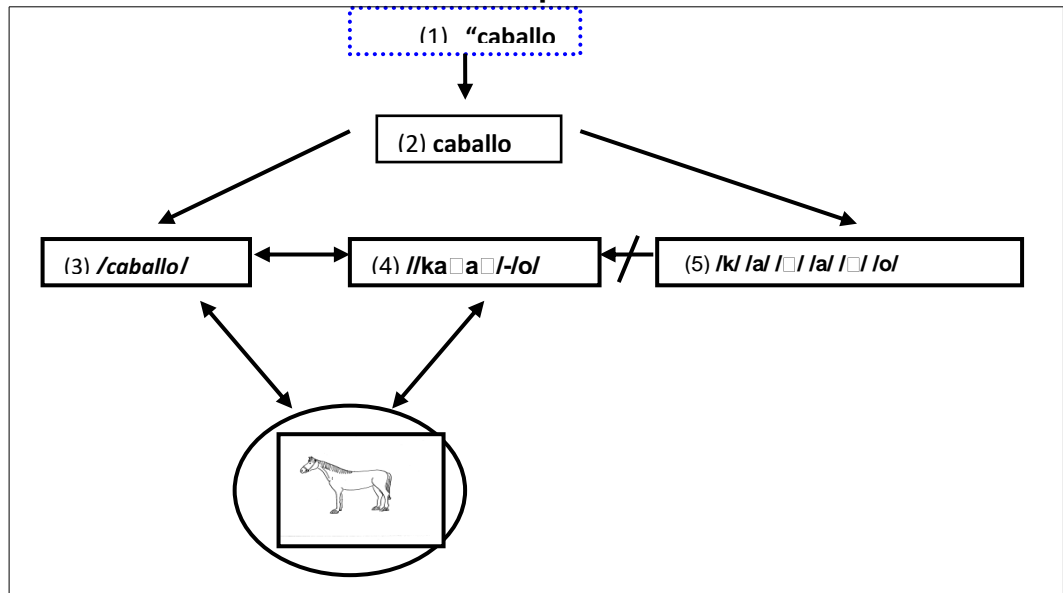 (1) “caballo
(2) caballo
(3) /caballo/
(4) //ka□a□/-/o/
(5) /k/ /a/ /□/ /a/ /□/ /o/